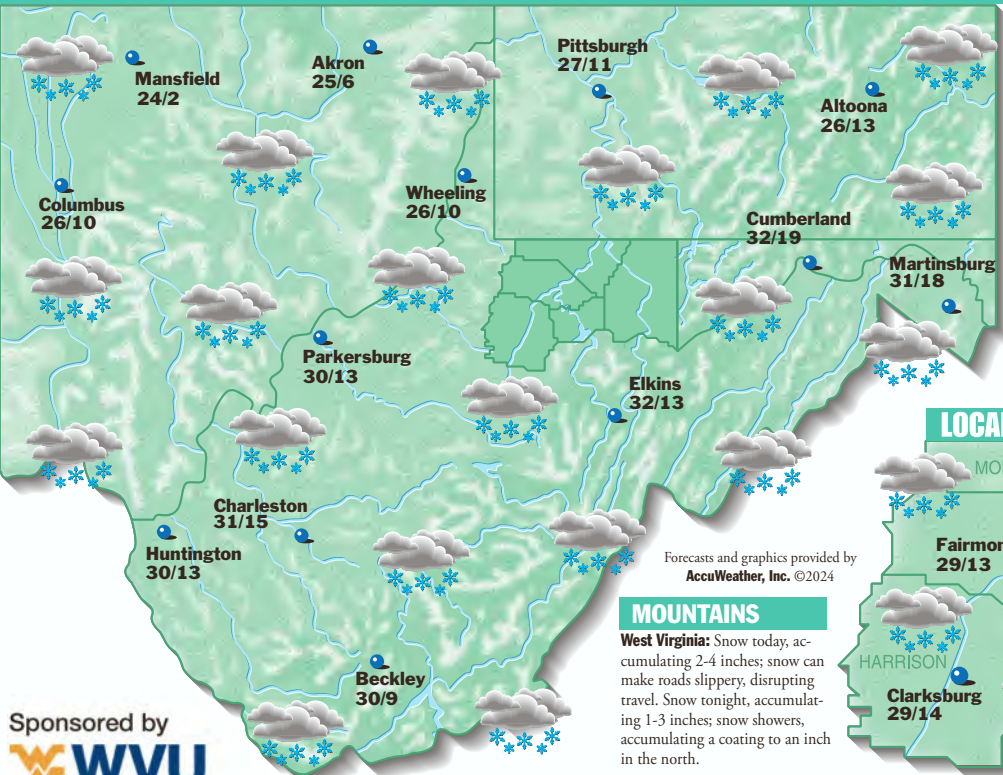 Mansfield
24/2
Akron
25/6
Pittsburgh
27/11
Altoona
26/13
Columbus
26/10
Wheeling
26/10
Cumberland
32/19
Martinsburg
31/18
Parkersburg
30/13
Elkins
32/13
Charleston
31/15
Huntington
30/13
Beckley
30/9
Forecasts and graphics provided by
AccuWeather, Inc. ©2024
MOUNTAINS
West Virginia: Snow today, ac-
cumulating 2-4 inches; snow can
make roads slippery, disrupting
travel. Snow tonight, accumulat-
ing 1-3 inches; snow showers,
accumulating a coating to an inch
in the north.
LOCA
MO
Fairmon
29/13
HARRISON
Clarksburg
29/14
Sponsored by
WVU